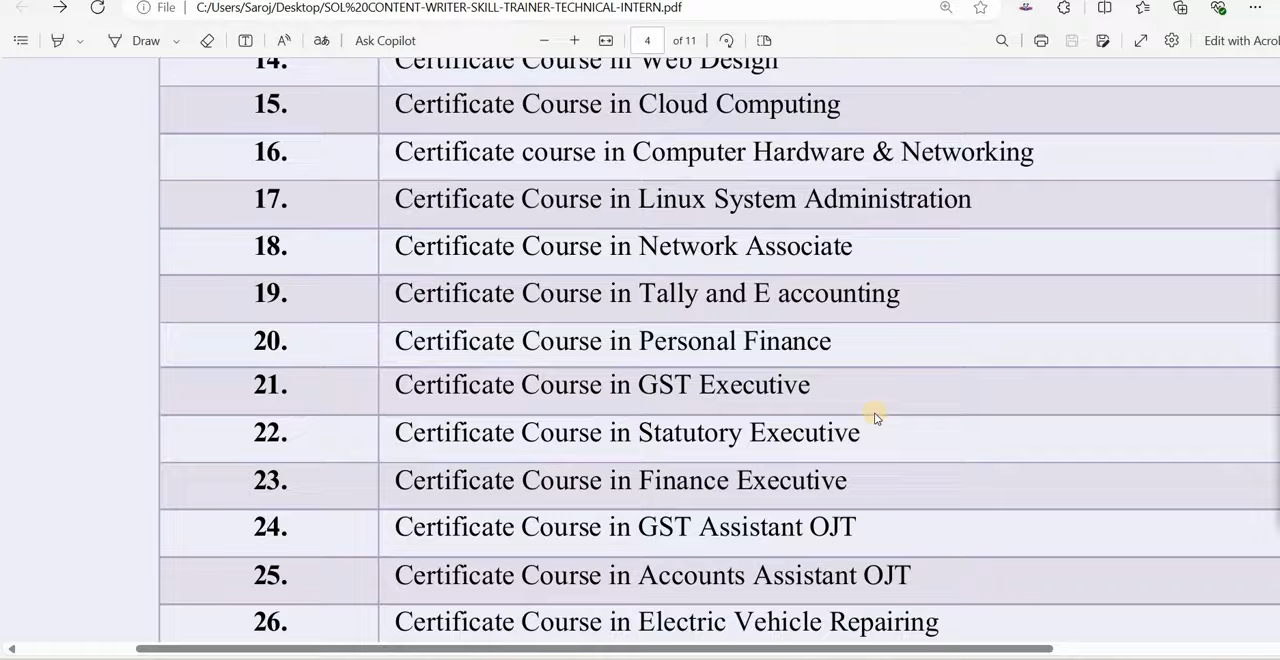 File
C:/Users/Saroj/Desktop/SOL%20CONTENT-WRITER-SKILL-TRAINER-TECHNICAL-INTERN.pdf
Draw
Ask Copilot
4 of 11
Edit with Acro
14. Certificate Course in Web Design
15. Certificate Course in Cloud Computing
16. Certificate course in Computer Hardware & Networking
17. Certificate Course in Linux System Administration
18. Certificate Course in Network Associate
19. Certificate Course in Tally and E accounting
20. Certificate Course in Personal Finance
21. Certificate Course in GST Executive
22. Certificate Course in Statutory Executive
23. Certificate Course in Finance Executive
24. Certificate Course in GST Assistant OJT
25. Certificate Course in Accounts Assistant OJT
26. Certificate Course in Electric Vehicle Repairing